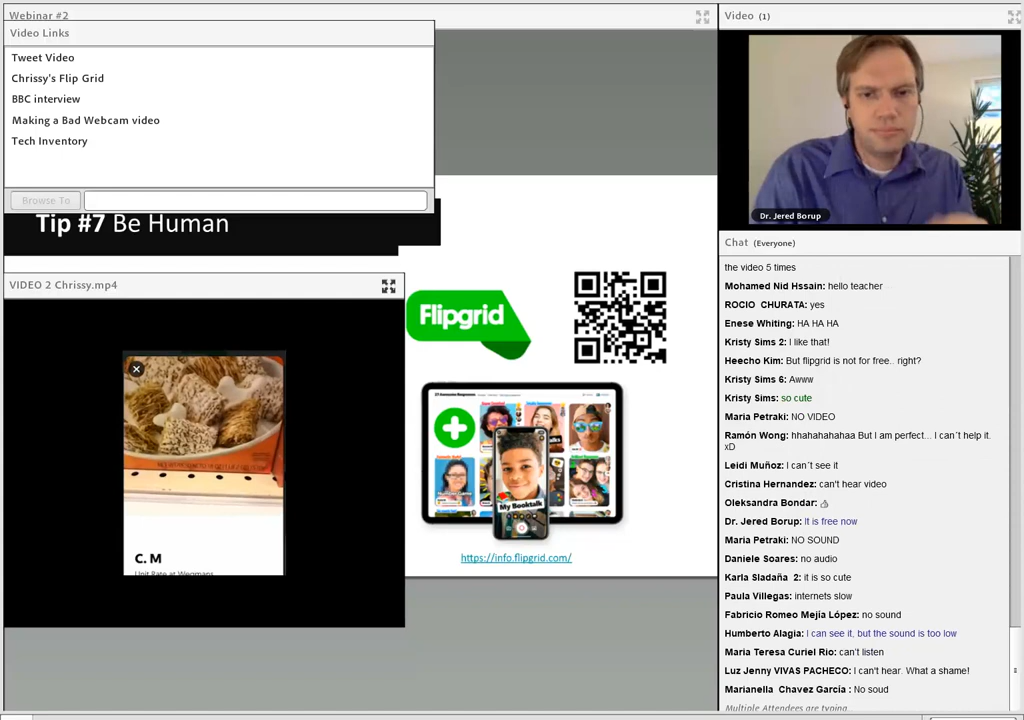 Webinar #2
Video Links
Tweet Video
Chrissy's Flip Grid
BBC interview
Making a Bad Webcam video
Tech Inventory
Browse To
Tip #7 Be Human
VIDEO 2 Chrissy.mp4
C. M
Unit Rate at Wegmans
Flipgrid
My Booktalk
https://info.flipgrid.com/
Video (1)
Dr. Jered Borup
Chat (Everyone)
the video 5 times
Mohamed Nid Hssain: hello teacher
ROCIO CHURATA: yes
Enese Whiting: HA HA HA
Kristy Sims 2: I like that!
Heecho Kim: But flipgrid is not for free.. right?
Kristy Sims 6: Awww
Kristy Sims: so cute
Maria Petraki: NO VIDEO
Ramón Wong: hhahahahahaa But I am perfect... I can´t help it.
xD
Leidi Muñoz: I can´t see it
Cristina Hernandez: can't hear video
Oleksandra Bondar: 👍
Dr. Jered Borup: It is free now
Maria Petraki: NO SOUND
Daniele Soares: no audio
Karla Sladaña 2: it is so cute
Paula Villegas: internets slow
Fabricio Romeo Mejía López: no sound
Humberto Alagia: I can see it, but the sound is too low
Maria Teresa Curiel Rio: can't listen
Luz Jenny VIVAS PACHECO: I can't hear. What a shame!
Marianella Chavez García : No soud
Multiple Attendees are typing.